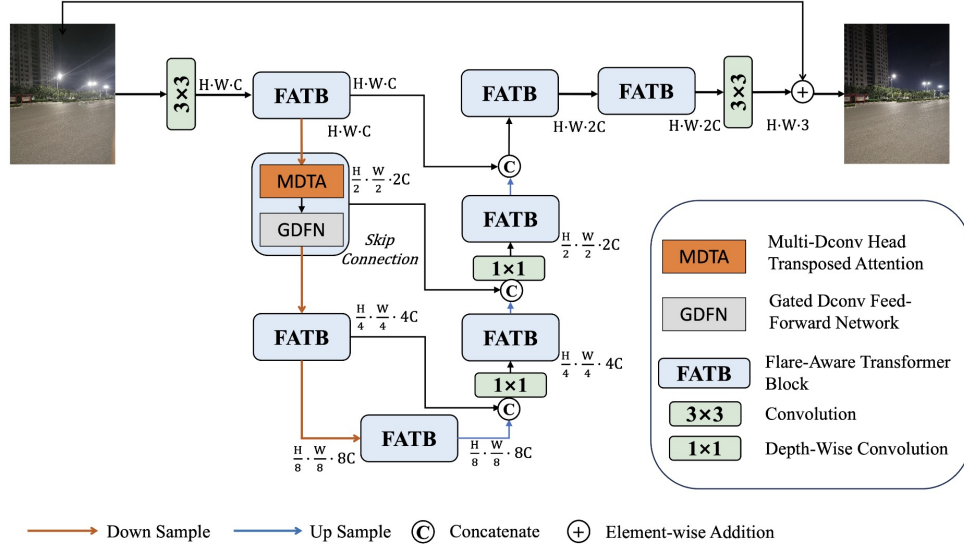 3×3
H·W·C
FATB
H·W·C
H·W·C
MDTA
GDFN
H/2 · W/2 · 2C
Skip
Connection
FATB
H/4 · W/4 · 4C
H/8 · W/8 · 8C
FATB
H/8 · W/8 · 8C
C
1×1
FATB
H/4 · W/4 · 4C
C
1×1
FATB
H/2 · W/2 · 2C
C
FATB
H·W·2C
FATB
H·W·2C
3×3
H·W·3
MDTA
Multi-Dconv Head
Transposed Attention
GDFN
Gated Dconv Feed-
Forward Network
FATB
Flare-Aware Transformer
Block
3×3
Convolution
1×1
Depth-Wise Convolution
Down Sample
Up Sample
C
Concatenate
+
Element-wise Addition